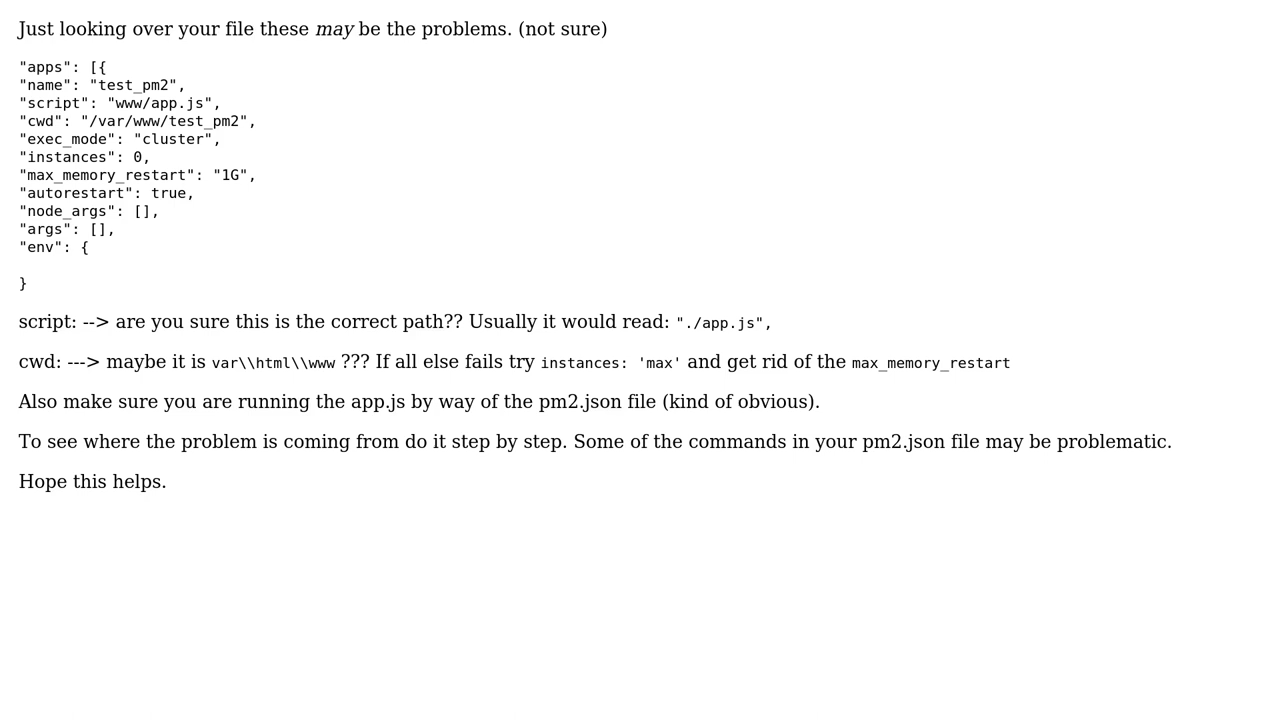 Just looking over your file these may be the problems. (not sure)
"apps": [{
"name": "test_pm2",
"script": "www/app.js",
"cwd": "/var/www/test_pm2",
"exec_mode": "cluster",
"instances": 0,
"max_memory_restart": "1G",
"autorestart": true,
"node_args": [],
"args": [],
"env": {
}
script: --> are you sure this is the correct path?? Usually it would read: "./app.js",
cwd: ---> maybe it is var\\html\\www ??? If all else fails try instances: 'max' and get rid of the max_memory_restart
Also make sure you are running the app.js by way of the pm2.json file (kind of obvious).
To see where the problem is coming from do it step by step. Some of the commands in your pm2.json file may be problematic.
Hope this helps.